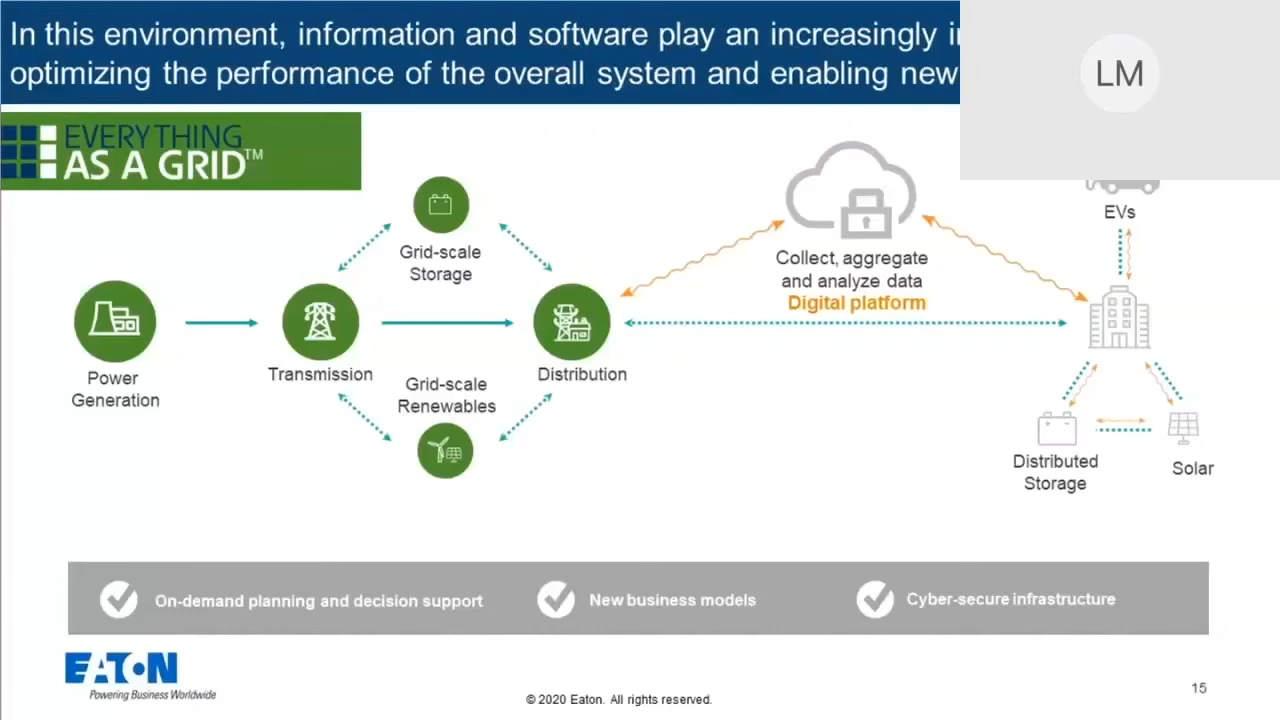 In this environment, information and software play an increasingly
optimizing the performance of the overall system and enabling new
LM
EVERYTHING
AS A GRID™
EVs
Grid-scale
Storage
Collect, aggregate
and analyze data
Digital platform
Power
Generation
Transmission
Grid-scale
Renewables
Distribution
Distributed
Storage
Solar
On-demand planning and decision support
New business models
Cyber-secure infrastructure
EATON
Powering Business Worldwide
© 2020 Eaton. All rights reserved.
15